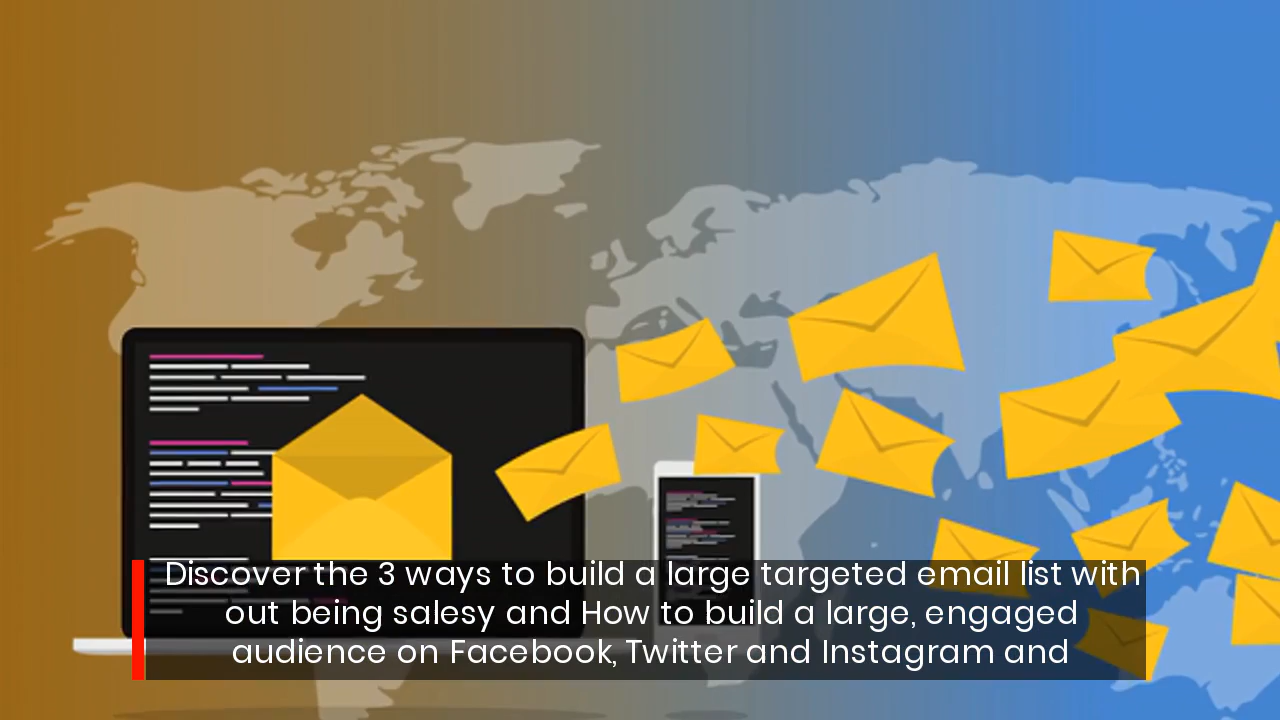 Discover the 3 ways to build a large targeted email list with
out being salesy and How to build a large, engaged
audience on Facebook, Twitter and Instagram and